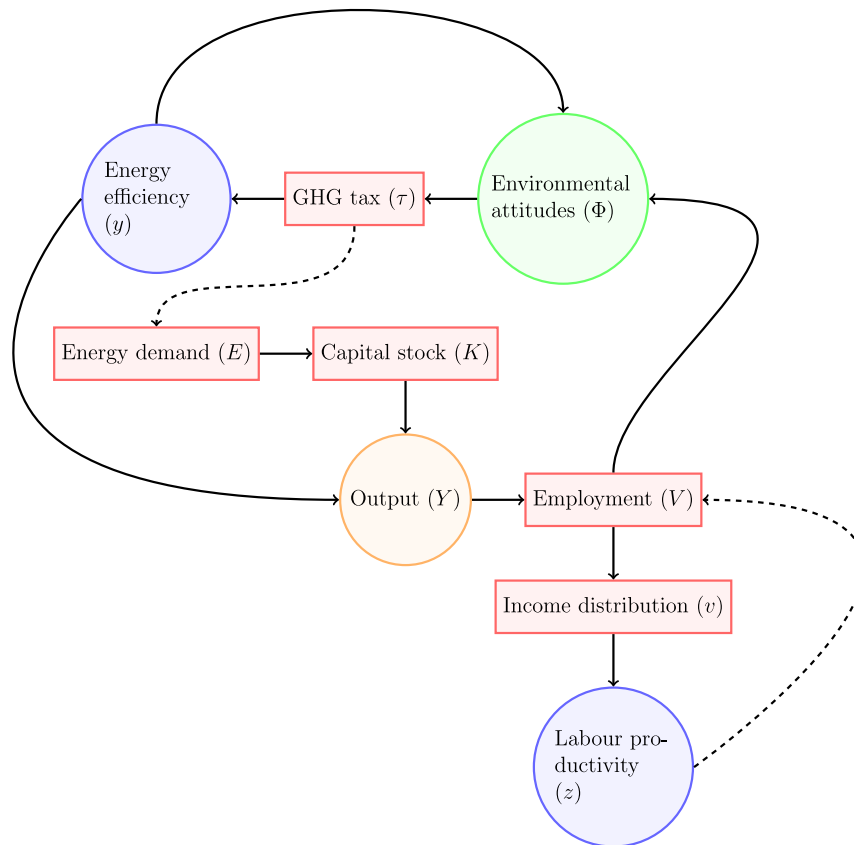 Energy
efficiency
(y)
GHG tax (τ)
Environmental
attitudes (Φ)
Energy demand (E)
Capital stock (K)
Output (Y)
Employment (V)
Income distribution (v)
Labour pro-
ductivity
(z)